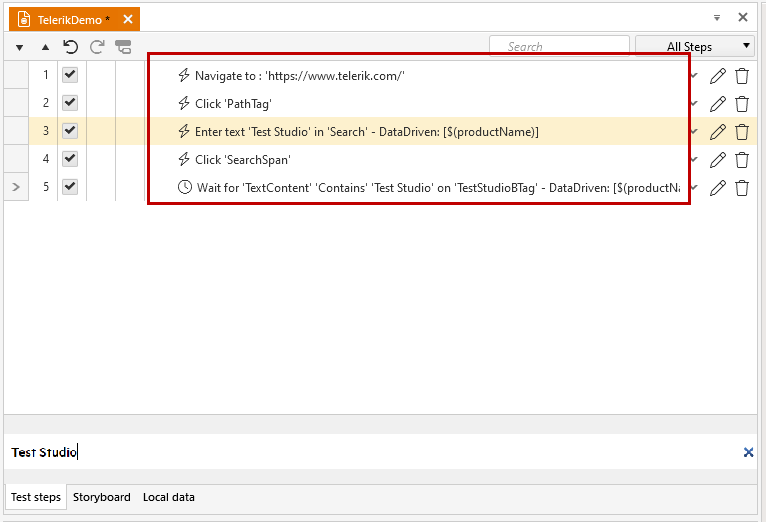 TelerikDemo *
Search
All Steps
1 Navigate to : 'https://www.telerik.com/'
2 Click 'PathTag'
3 Enter text 'Test Studio' in 'Search' - DataDriven: [$(productName)]
4 Click 'SearchSpan'
5 Wait for 'TextContent' 'Contains' 'Test Studio' on 'TestStudioBTag' - DataDriven: [$(productNa
Test Studio
Test steps Storyboard Local data